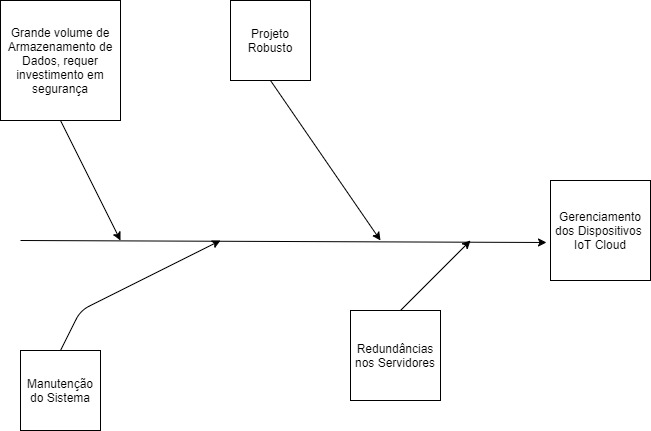 Grande volume de
Armazenamento de
Dados, requer
investimento em
segurança
Projeto
Robusto
Gerenciamento
dos Dispositivos
IoT Cloud
Redundâncias
nos Servidores
Manutenção
do Sistema